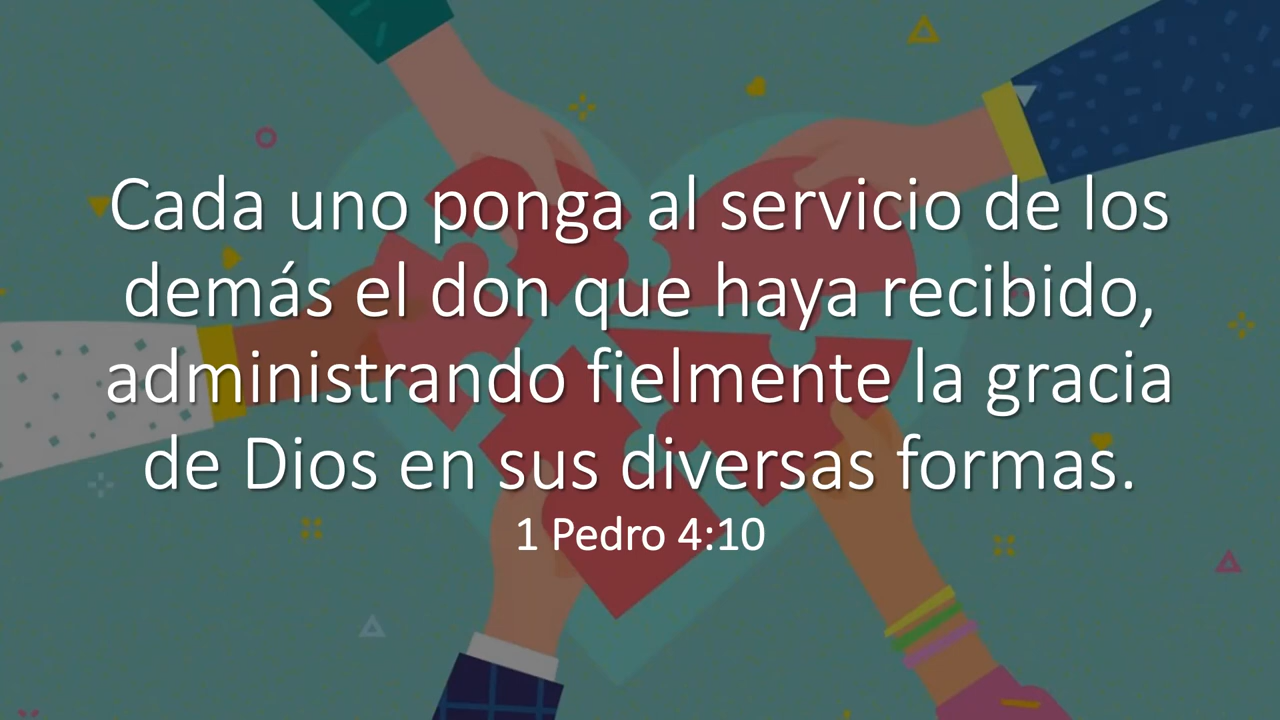 Cada uno ponga al servicio de los
demás el don que haya recibido,
administrando fielmente la gracia
de Dios en sus diversas formas.
1 Pedro 4:10